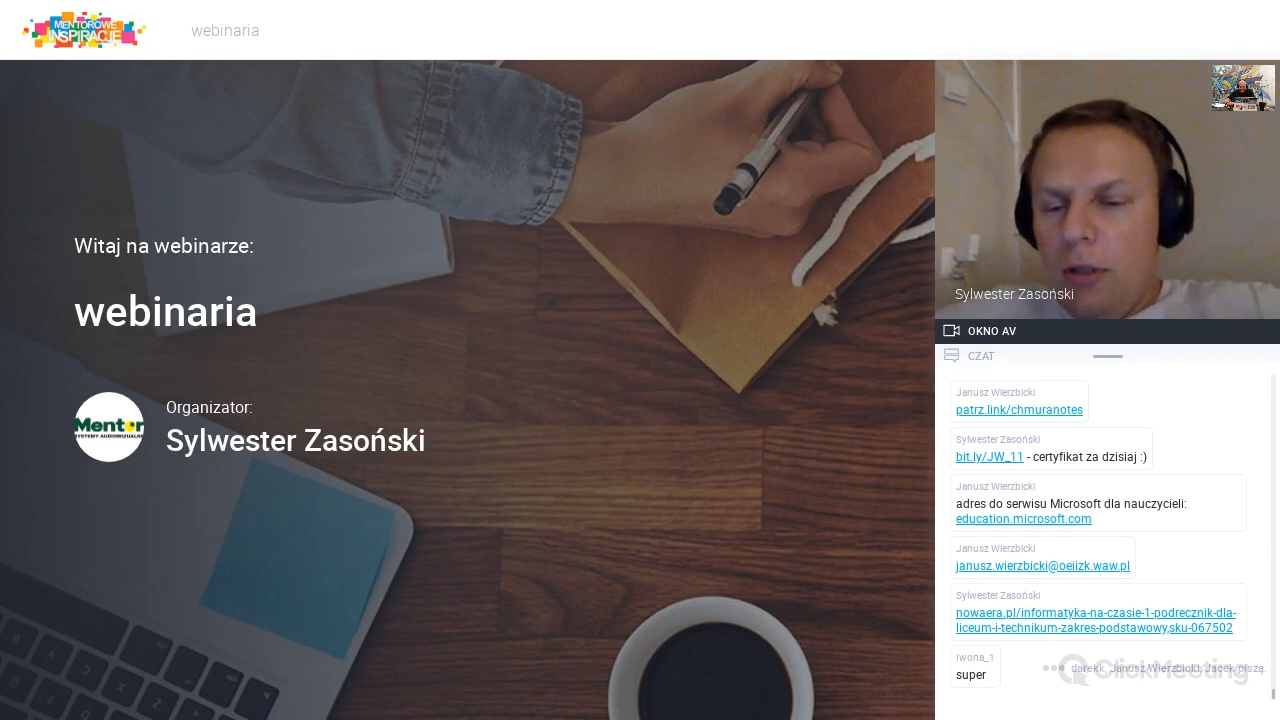 MENTOROWE
INSPIRACJE
webinaria
Witaj na webinarze:
webinaria
Organizator:
Sylwester Zasoński
Mentor
SYSTEMY AUDIOWIZUALNE
Sylwester Zasoński
OKNO AV
CZAT
Janusz Wierzbicki
patrz.link/chmuranotes
Sylwester Zasoński
bit.ly/JW_11 - certyfikat za dzisiaj :)
Janusz Wierzbicki
adres do serwisu Microsoft dla nauczycieli:
education.microsoft.com
Janusz Wierzbicki
janusz.wierzbicki@oeiizk.waw.pl
Sylwester Zasoński
nowaera.pl/informatyka-na-czasie-1-podrecznik-dla-
liceum-i-technikum-zakres-podstawowy,sku-067502
Iwona_1
super
darekk, Janusz Wierzbicki, Jacek piszą.
ClickMeeting